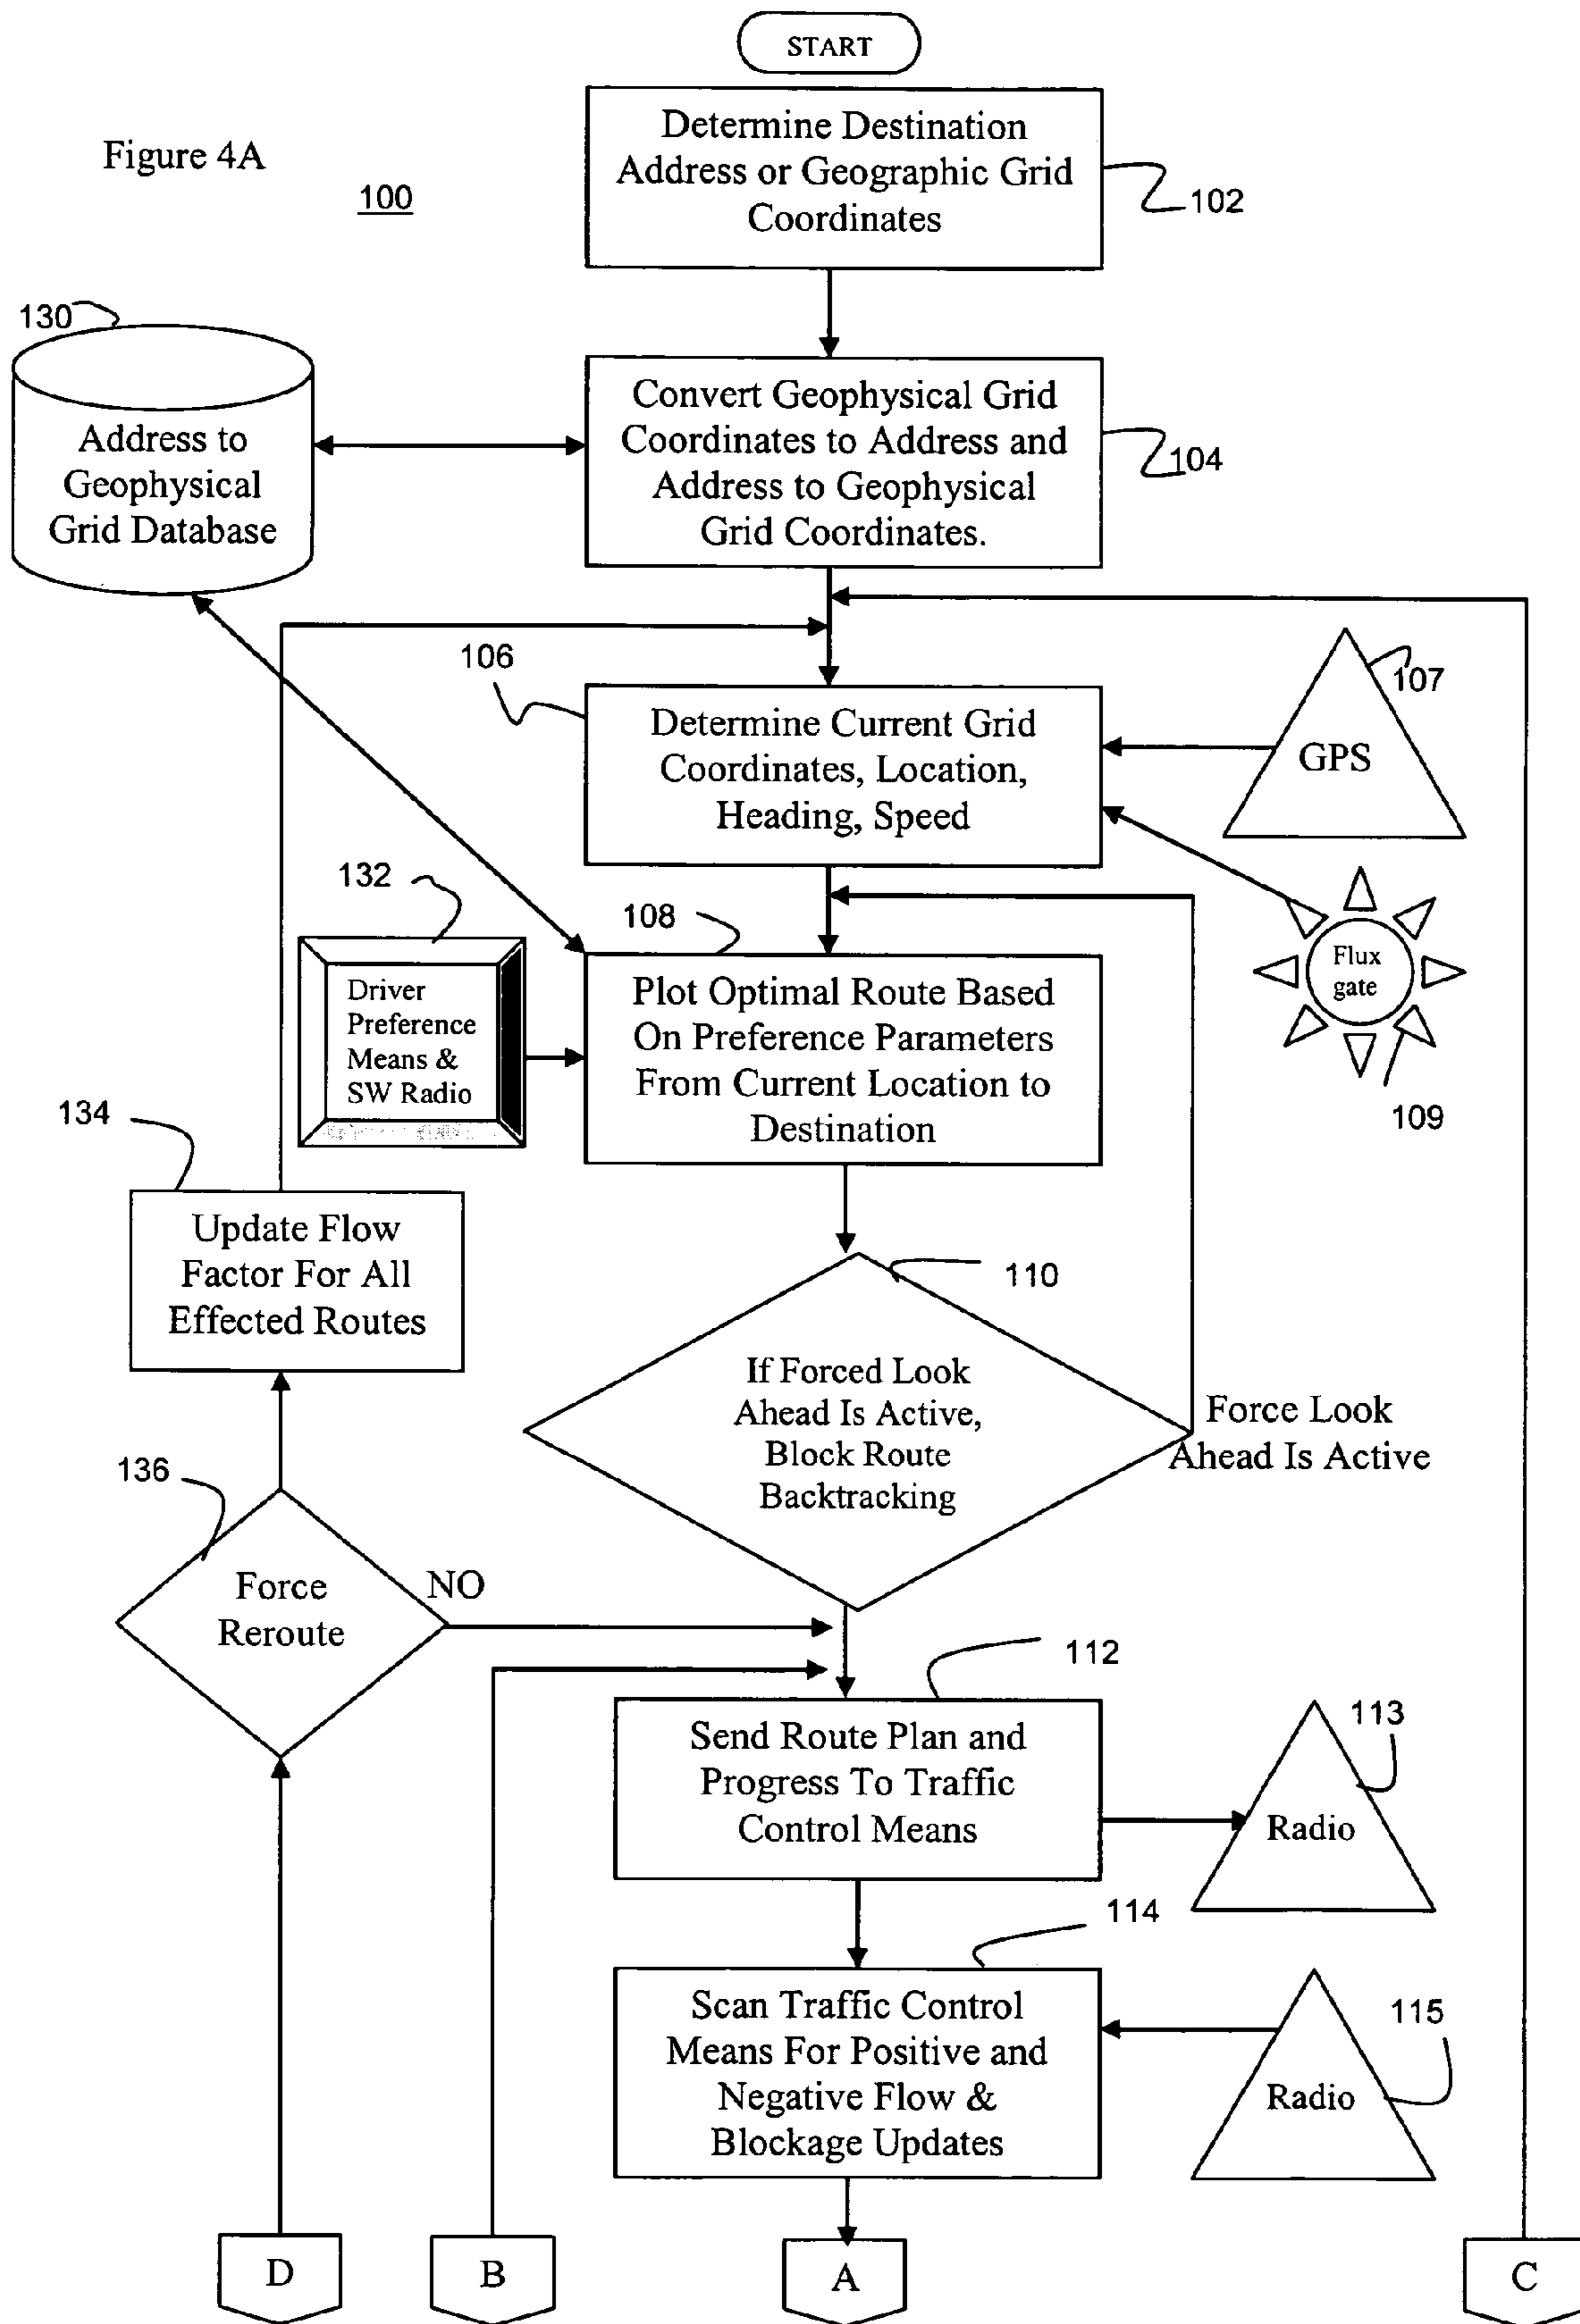 START
Figure 4A
100
Determine Destination
Address or Geographic Grid
Coordinates
102
130
Address to
Geophysical
Grid Database
Convert Geophysical Grid
Coordinates to Address and
Address to Geophysical
Grid Coordinates.
104
106
Determine Current Grid
Coordinates, Location,
Heading, Speed
107
GPS
132
108
Driver
Preference
Means &
SW Radio
Plot Optimal Route Based
On Preference Parameters
From Current Location to
Destination
Flux
gate
109
134
Update Flow
Factor For All
Effected Routes
110
If Forced Look
Ahead Is Active,
Block Route
Backtracking
Force Look
Ahead Is Active
136
Force
Reroute
NO
112
Send Route Plan and
Progress To Traffic
Control Means
113
Radio
114
Scan Traffic Control
Means For Positive and
Negative Flow &
Blockage Updates
115
Radio
D
B
A
C